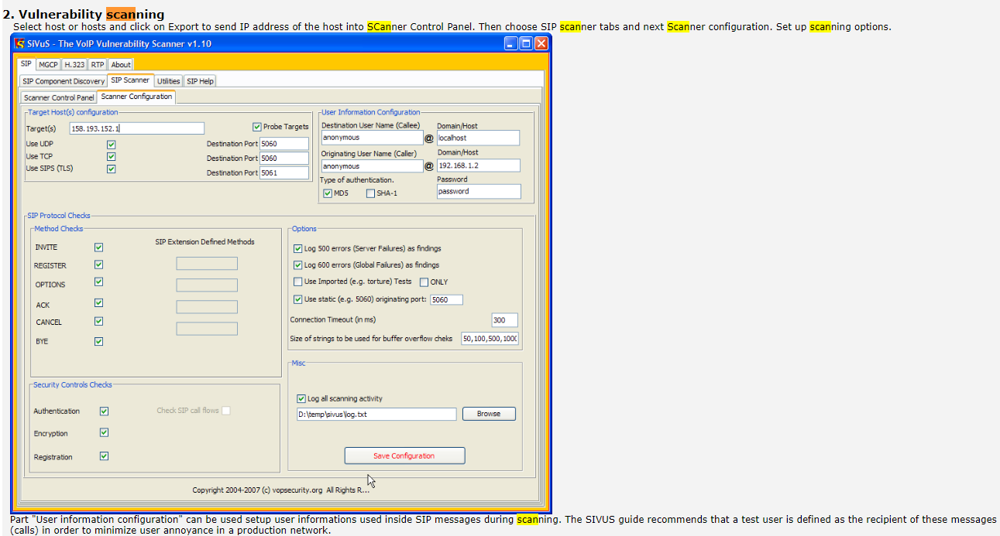 2. Vulnerability scanning
Select host or hosts and click on Export to send IP address of the host into SCanner Control Panel. Then choose SIP scanner tabs and next Scanner configuration. Set up scanning options.
SiVuS - The VoIP Vulnerability Scanner v1.10
SIP MGCP H.323 RTP About
SIP Component Discovery SIP Scanner Utilities SIP Help
Scanner Control Panel Scanner Configuration
Target Host(s) configuration
Target(s) 158.193.152.1 Probe Targets
Use UDP Destination Port 5060
Use TCP Destination Port 5060
Use SIPS (TLS) Destination Port 5061
User Information Configuration
Destination User Name (Callee) Domain/Host
anonymous @ localhost
Originating User Name (Caller) Domain/Host
anonymous @ 192.168.1.2
Type of authentication. Password
MD5 SHA-1 password
SIP Protocol Checks
Method Checks
INVITE
REGISTER
OPTIONS
ACK
CANCEL
BYE
SIP Extension Defined Methods
Options
Log 500 errors (Server Failures) as findings
Log 600 errors (Global Failures) as findings
Use Imported (e.g. torture) Tests ONLY
Use static (e.g. 5060) originating port: 5060
Connection Timeout (in ms) 300
Size of strings to be used for buffer overflow cheks 50,100,500,100
Security Controls Checks
Authentication Check SIP call flows
Encryption
Registration
Misc
Log all scanning activity
D:\temp\sivus\log.txt Browse
Save Configuration
Copyright 2004-2007 (c) vopsecurity.org All Rights R...
Part "User information configuration" can be used setup user informations used inside SIP messages during scanning. The SIVUS guide recommends that a test user is defined as the recipient of these messages
(calls) in order to minimize user annoyance in a production network.